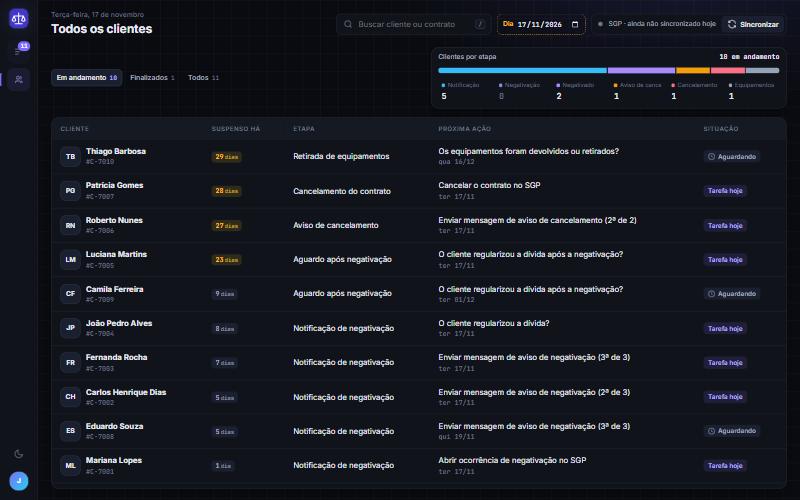 11
Terça-feira, 17 de novembro
Todos os clientes
Buscar cliente ou contrato /
Dia 17/11/2026
SGP · ainda não sincronizado hoje
Sincronizar
Em andamento 10
Finalizados 1
Todos 11
Clientes por etapa
10 em andamento
Notificação
Negativação
Negativado
Aviso de cance
Cancelamento
Equipamentos
5
0
2
1
1
1
CLIENTE SUSPENSO HÁ ETAPA PRÓXIMA AÇÃO SITUAÇÃO
TB Thiago Barbosa 29 dias Retirada de equipamentos Os equipamentos foram devolvidos ou retirados? Aguardando
#C-7010 qua 16/12
PG Patrícia Gomes 28 dias Cancelamento do contrato Cancelar o contrato no SGP Tarefa hoje
#C-7007 ter 17/11
RN Roberto Nunes 27 dias Aviso de cancelamento Enviar mensagem de aviso de cancelamento (2ª de 2) Tarefa hoje
#C-7006 ter 17/11
LM Luciana Martins 23 dias Aguardo após negativação O cliente regularizou a dívida após a negativação? Tarefa hoje
#C-7005 ter 17/11
CF Camila Ferreira 9 dias Aguardo após negativação O cliente regularizou a dívida após a negativação? Aguardando
#C-7009 ter 01/12
JP João Pedro Alves 8 dias Notificação de negativação O cliente regularizou a dívida? Tarefa hoje
#C-7004 ter 17/11
FR Fernanda Rocha 7 dias Notificação de negativação Enviar mensagem de aviso de negativação (3ª de 3) Tarefa hoje
#C-7003 ter 17/11
CH Carlos Henrique Dias 5 dias Notificação de negativação Enviar mensagem de aviso de negativação (2ª de 3) Tarefa hoje
#C-7002 ter 17/11
ES Eduardo Souza 5 dias Notificação de negativação Enviar mensagem de aviso de negativação (3ª de 3) Aguardando
#C-7008 qui 19/11
ML Mariana Lopes 1 dia Notificação de negativação Abrir ocorrência de negativação no SGP Tarefa hoje
#C-7001 ter 17/11
J